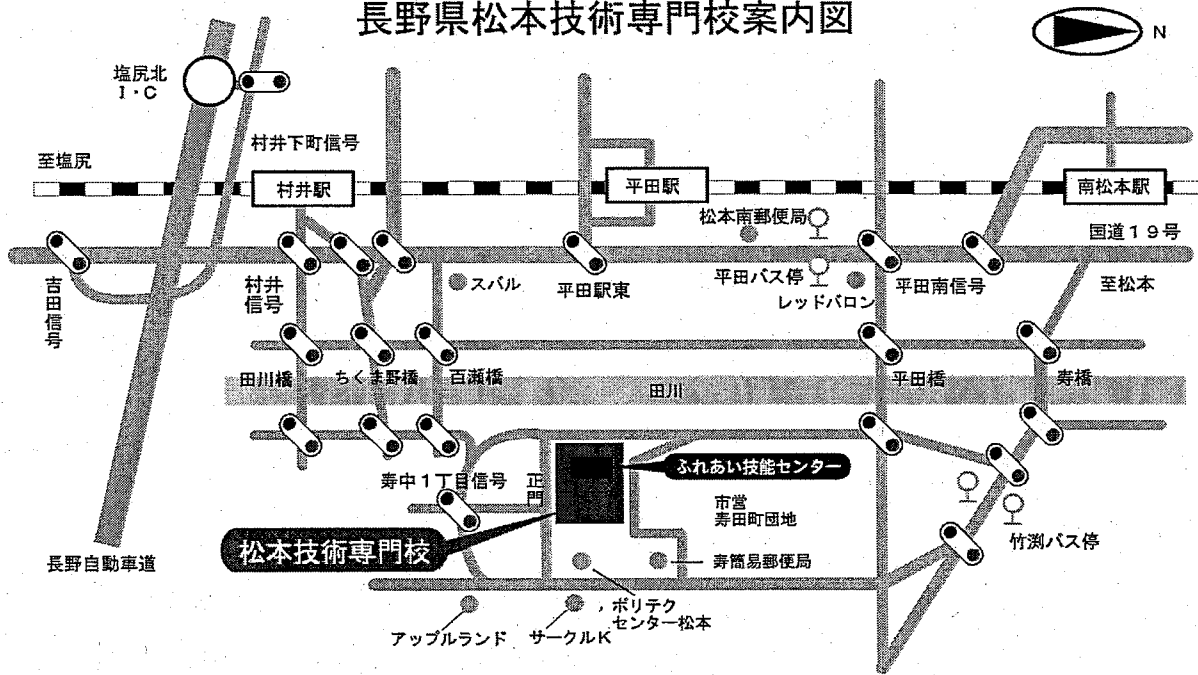 長野県松本技術専門校案内図
N
塩尻北
I・C
村井下町信号
至塩尻
村井駅
平田駅
南松本駅
松本南郵便局
国道19号
吉田信号
村井
信号
スバル
平田駅東
平田バス停
レッドバロン
平田南信号
至松本
田川橋
ちくま野橋
百瀬橋
田川
平田橋
寿橋
寿中1丁目信号
正門
ふれあい技能センター
市営
寿田町団地
松本技術専門校
長野自動車道
竹渕バス停
寿簡易郵便局
ポリテク
センター松本
アップルランド
サークルK